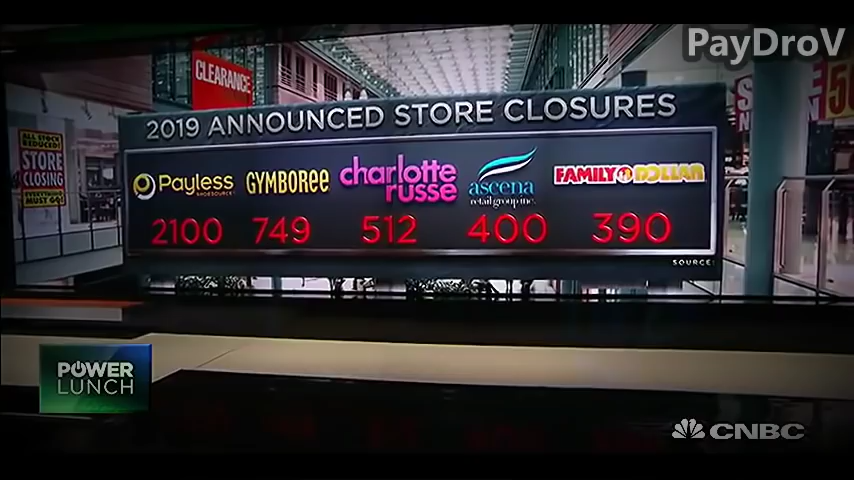 PayDroV
CLEARANCE
2019 ANNOUNCED STORE CLOSURES
ALL STOCK
REDUCED!
STORE
CLOSING
EVERYTHING
MUST GO!
Payless
SHOESOURCE
GYMBOREE
charlotte
russe
ascena
retail group inc.
FAMILY DOLLAR
2100 749 512 400 390
SOURCE:
POWER
LUNCH
CNBC